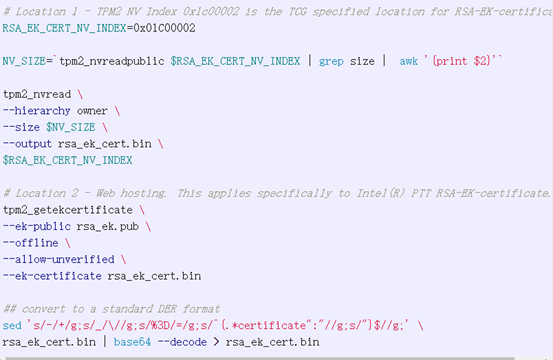 # Location 1 - TPM2 NV Index 0x1c00002 is the TCG specified location for RSA-EK-certifica
RSA_EK_CERT_NV_INDEX=0x01C00002
NV_SIZE=`tpm2_nvreadpublic $RSA_EK_CERT_NV_INDEX | grep size |  awk '{print $2}'`
tpm2_nvread \
--hierarchy owner \
--size $NV_SIZE \
--output rsa_ek_cert.bin \
$RSA_EK_CERT_NV_INDEX
# Location 2 - Web hosting. This applies specifically to Intel(R) PTT RSA-EK-certificate.
tpm2_getekcertificate \
--ek-public rsa_ek.pub \
--offline \
--allow-unverified \
--ek-certificate rsa_ek_cert.bin
## convert to a standard DER format
sed 's/-/+/g;s/_/\//g;s/%3D/=/g;s/^{.*certificate":"//g;s/"}$//g;' \
rsa_ek_cert.bin | base64 --decode > rsa_ek_cert.bin